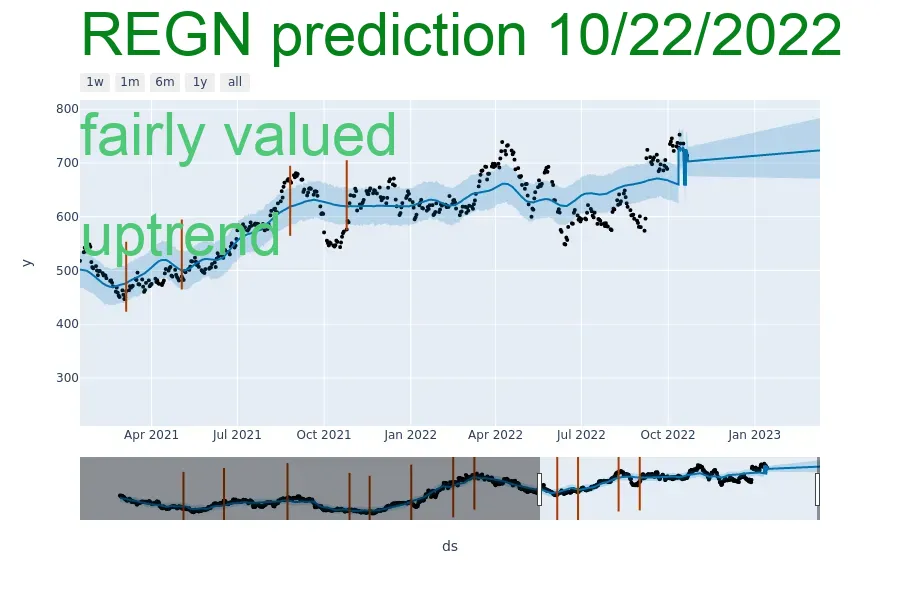 REGN prediction 10/22/2022
1w 1m 6m 1y all
800
fairly valued
700
600
uptrend
y
500
400
300
Apr 2021 Jul 2021 Oct 2021 Jan 2022 Apr 2022 Jul 2022 Oct 2022 Jan 2023
ds